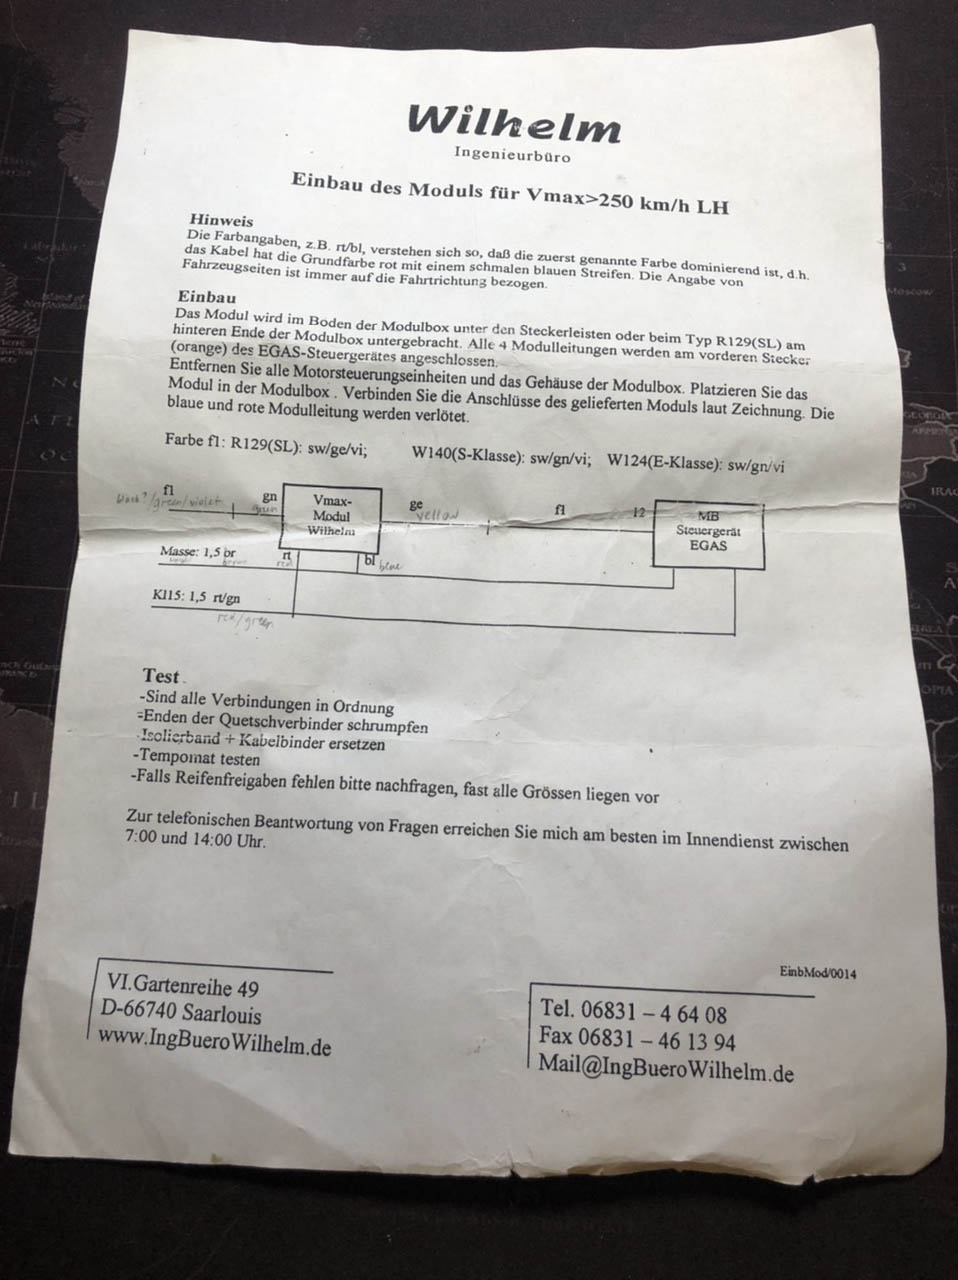 Wilhelm
Ingenieurbüro
Einbau des Moduls für Vmax>250 km/h LH
Hinweis
Die Farbangaben, z.B. rt/bl, verstehen sich so, daß die zuerst genannte Farbe dominierend ist, d.h.
das Kabel hat die Grundfarbe rot mit einem schmalen blauen Streifen. Die Angabe von
Fahrzeugseiten ist immer auf die Fahrtrichtung bezogen.
Einbau
Das Modul wird im Boden der Modulbox unter den Steckerleisten oder beim Typ R129(SL) am
hinteren Ende der Modulbox untergebracht. Alle 4 Modulleitungen werden am vorderen Stecker
(orange) des EGAS-Steuergerätes angeschlossen.
Entfernen Sie alle Motorsteuerungseinheiten und das Gehäuse der Modulbox. Platzieren Sie das
Modul in der Modulbox . Verbinden Sie die Anschlüsse des gelieferten Moduls laut Zeichnung. Die
blaue und rote Modulleitung werden verlötet.
Farbe f1: R129(SL): sw/ge/vi; W140(S-Klasse): sw/gn/vi; W124(E-Klasse): sw/gn/vi
f1
/green/violet
gn
green
Vmax-
Modul
Wilhelm
ge
yellow
f1
12
MB
Steuergerät
EGAS
Masse: 1,5 br
brown
rt
red
bl
blue
Kl15: 1,5 rt/gn
red/green
Test
-Sind alle Verbindungen in Ordnung
-Enden der Quetschverbinder schrumpfen
-Isolierband + Kabelbinder ersetzen
-Tempomat testen
-Falls Reifenfreigaben fehlen bitte nachfragen, fast alle Grössen liegen vor
Zur telefonischen Beantwortung von Fragen erreichen Sie mich am besten im Innendienst zwischen
7:00 und 14:00 Uhr.
EinbMod/0014
VI.Gartenreihe 49
D-66740 Saarlouis
www.IngBueroWilhelm.de
Tel. 06831 – 4 64 08
Fax 06831 – 46 13 94
Mail@IngBueroWilhelm.de